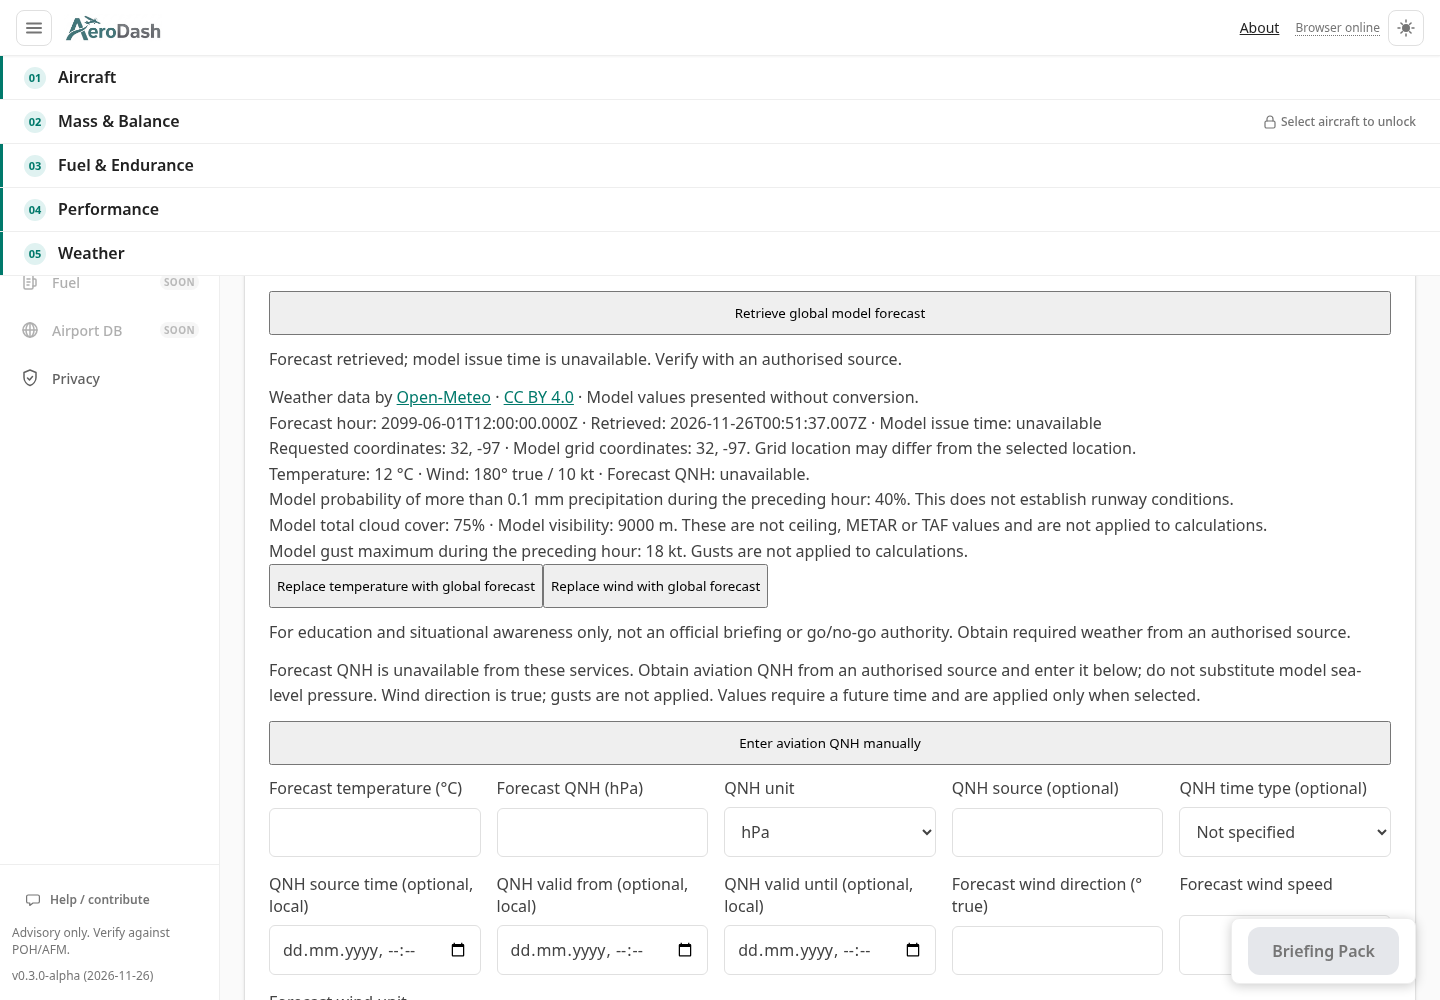 AeroDash
About
Browser online
01 Aircraft
02 Mass & Balance
Select aircraft to unlock
03 Fuel & Endurance
04 Performance
05 Weather
Fuel SOON
Airport DB SOON
Privacy
Retrieve global model forecast
Forecast retrieved; model issue time is unavailable. Verify with an authorised source.
Weather data by Open-Meteo · CC BY 4.0 · Model values presented without conversion.
Forecast hour: 2099-06-01T12:00:00.000Z · Retrieved: 2026-11-26T00:51:37.007Z · Model issue time: unavailable
Requested coordinates: 32, -97 · Model grid coordinates: 32, -97. Grid location may differ from the selected location.
Temperature: 12 °C · Wind: 180° true / 10 kt · Forecast QNH: unavailable.
Model probability of more than 0.1 mm precipitation during the preceding hour: 40%. This does not establish runway conditions.
Model total cloud cover: 75% · Model visibility: 9000 m. These are not ceiling, METAR or TAF values and are not applied to calculations.
Model gust maximum during the preceding hour: 18 kt. Gusts are not applied to calculations.
Replace temperature with global forecast
Replace wind with global forecast
For education and situational awareness only, not an official briefing or go/no-go authority. Obtain required weather from an authorised source.
Forecast QNH is unavailable from these services. Obtain aviation QNH from an authorised source and enter it below; do not substitute model sea-
level pressure. Wind direction is true; gusts are not applied. Values require a future time and are applied only when selected.
Enter aviation QNH manually
Forecast temperature (°C)
Forecast QNH (hPa)
QNH unit
QNH source (optional)
QNH time type (optional)
hPa
Not specified
QNH source time (optional,
local)
QNH valid from (optional,
local)
QNH valid until (optional,
local)
Forecast wind direction (°
true)
Forecast wind speed
dd.mm.yyyy, --:--
dd.mm.yyyy, --:--
dd.mm.yyyy, --:--
Forecast wind unit
Briefing Pack
Help / contribute
Advisory only. Verify against
POH/AFM.
v0.3.0-alpha (2026-11-26)